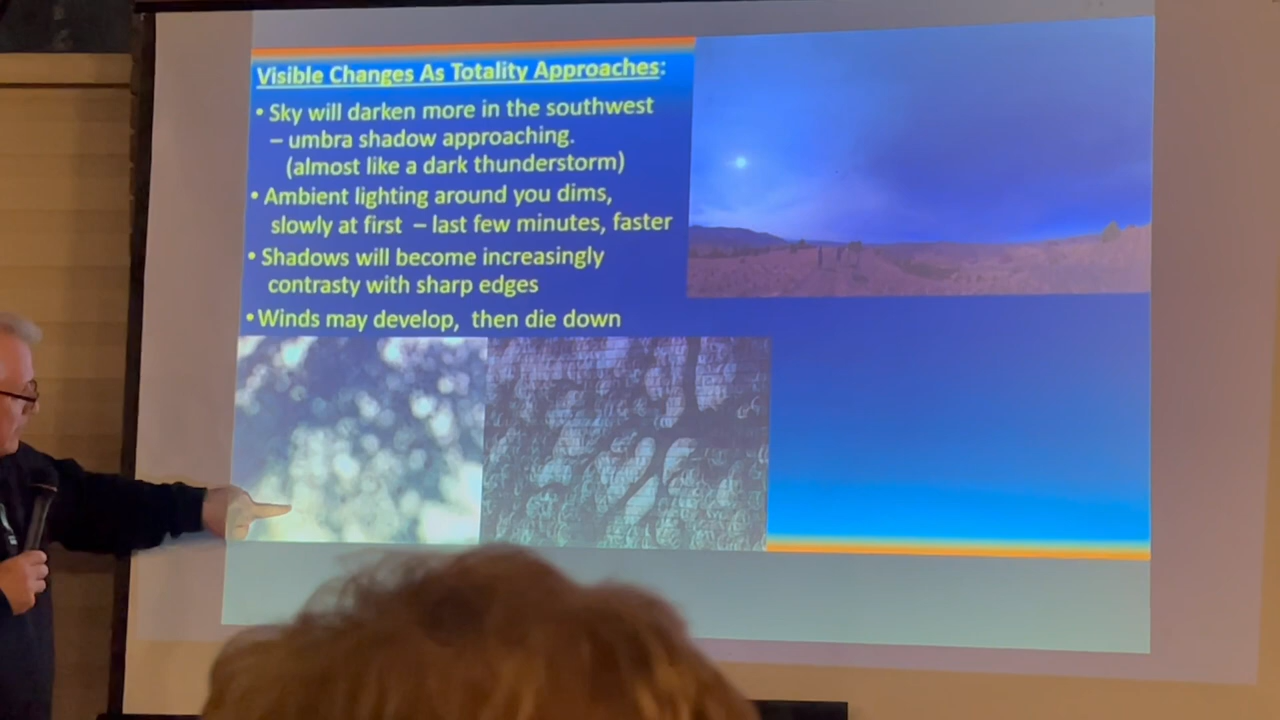 Visible Changes As Totality Approaches:
• Sky will darken more in the southwest
– umbra shadow approaching.
(almost like a dark thunderstorm)
• Ambient lighting around you dims,
slowly at first – last few minutes, faster
• Shadows will become increasingly
contrasty with sharp edges
• Winds may develop, then die down